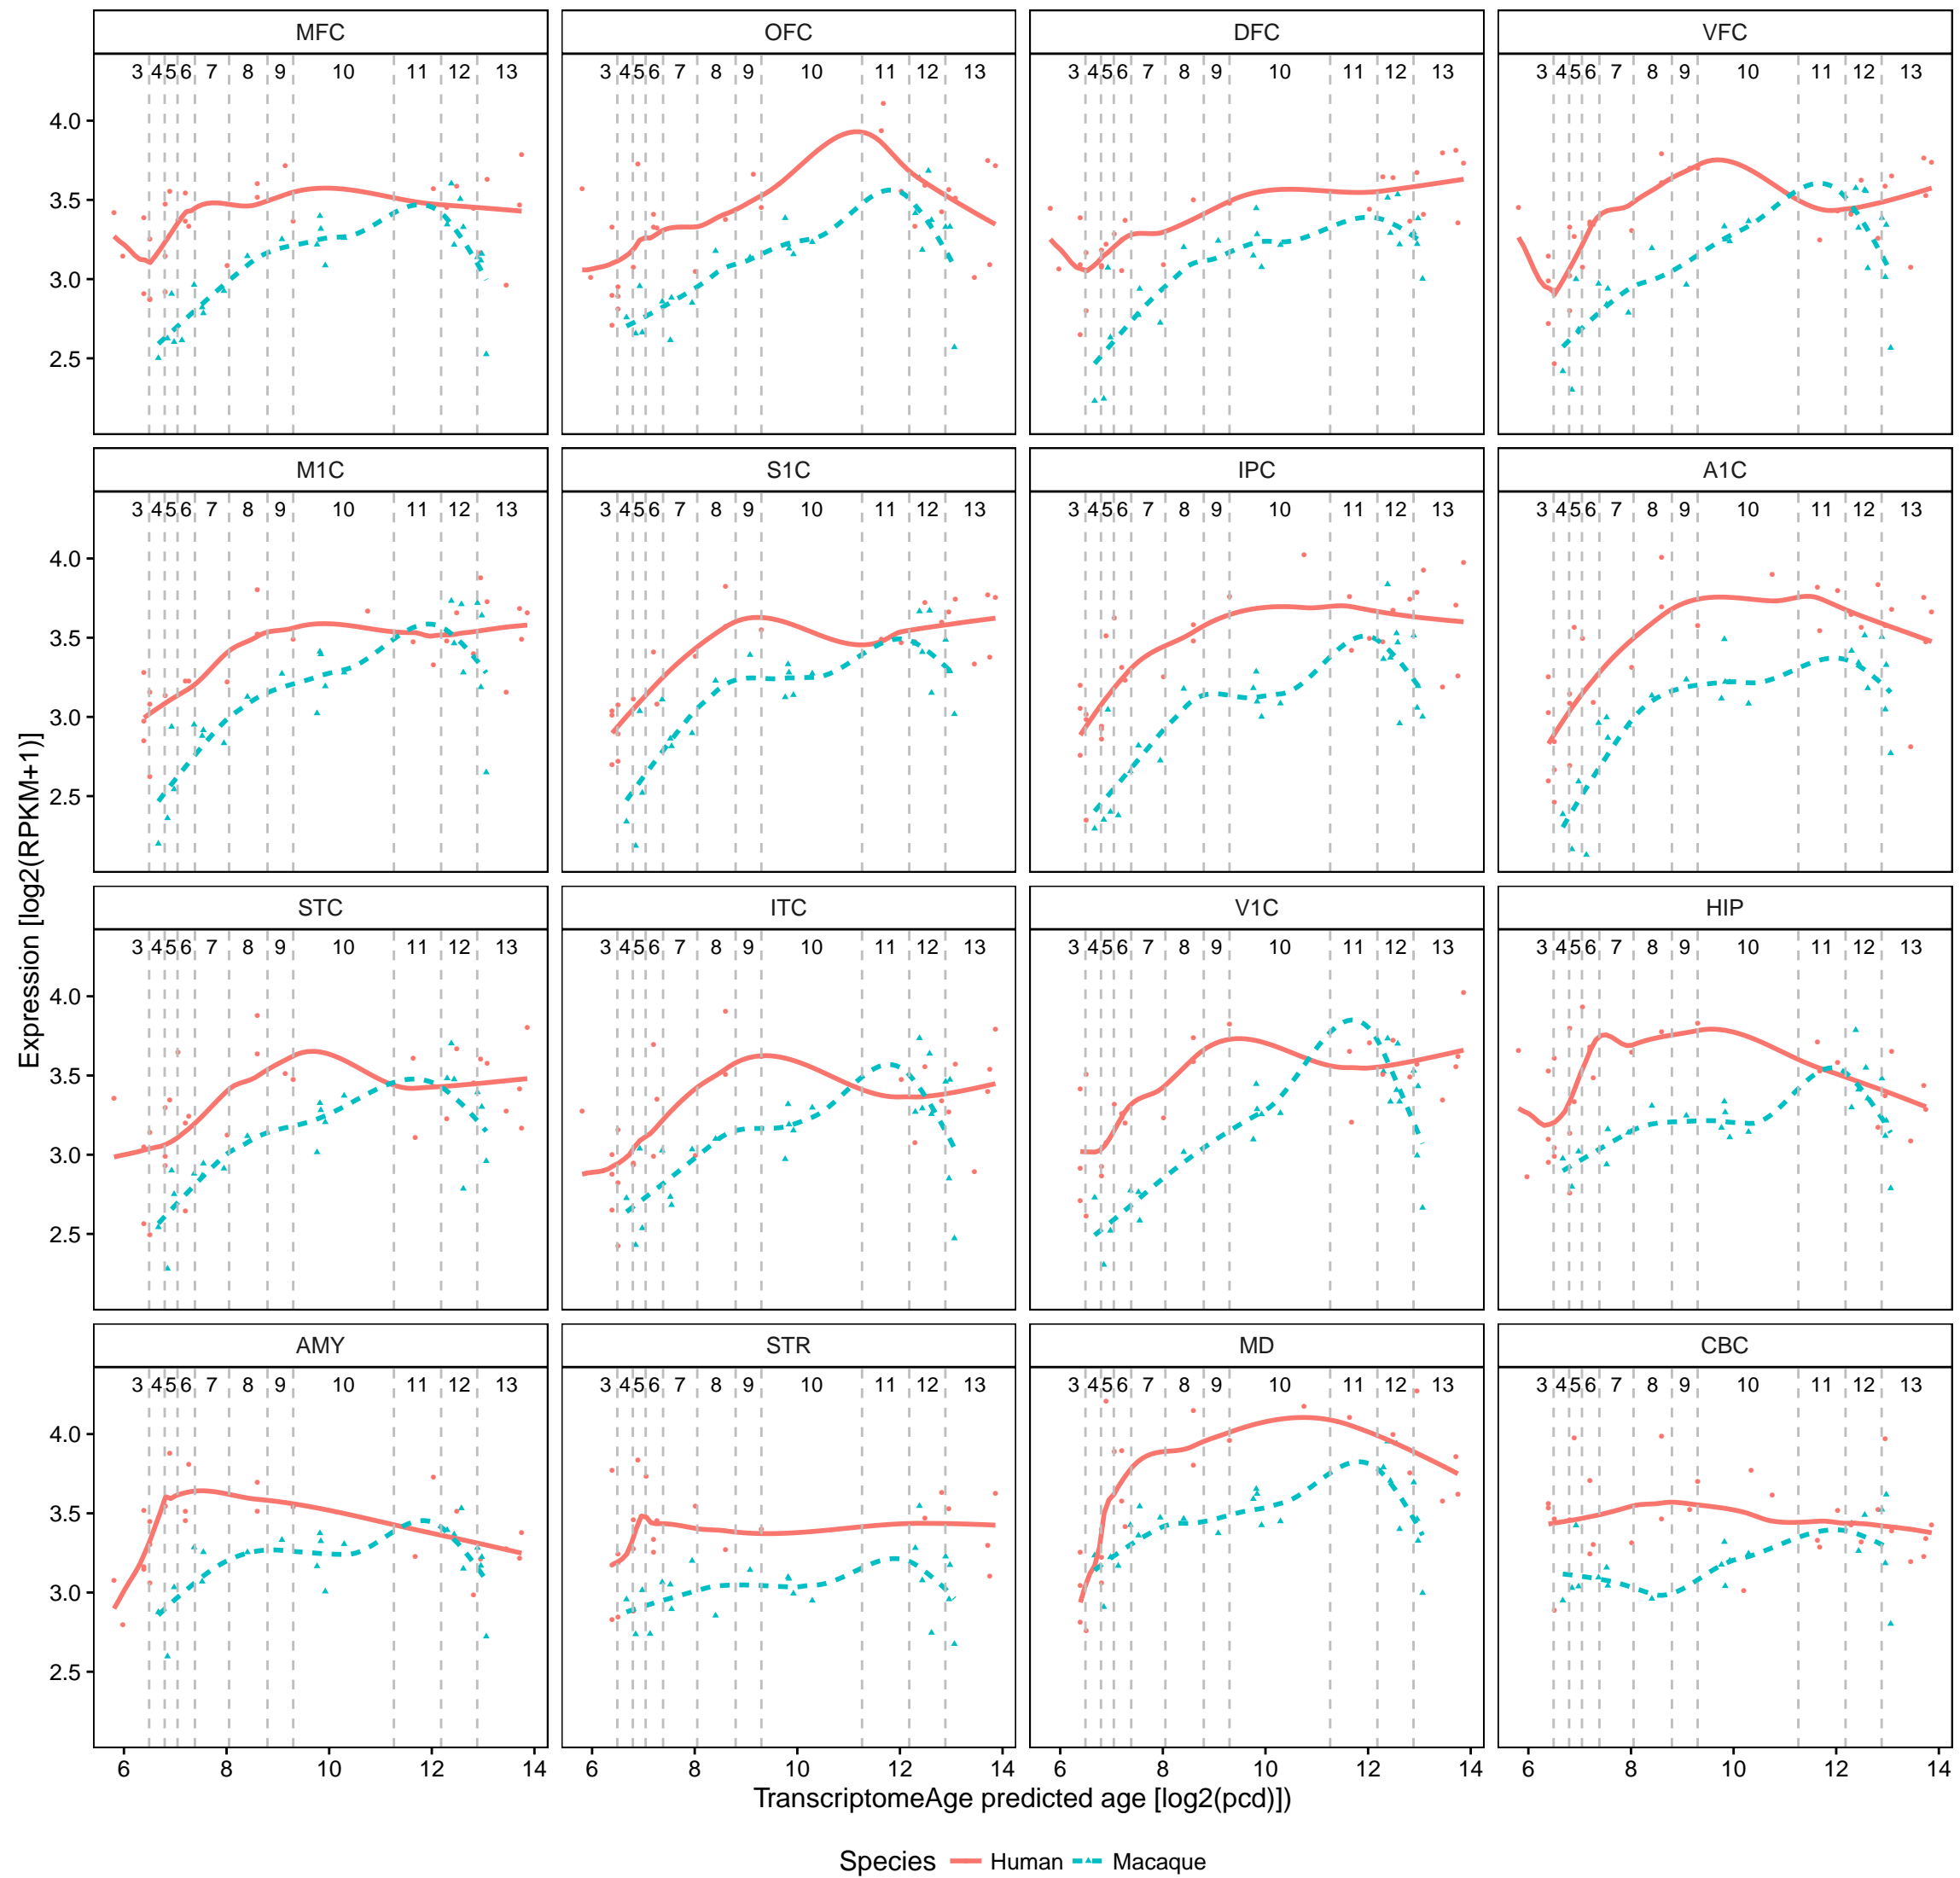 MFC OFC DFC VFC
3 4 5 6 7 8 9 10 11 12 13 3 4 5 6 7 8 9 10 11 12 13 3 4 5 6 7 8 9 10 11 12 13 3 4 5 6 7 8 9 10 11 12 13
4.0
3.5
3.0
2.5
M1C S1C IPC A1C
3 4 5 6 7 8 9 10 11 12 13 3 4 5 6 7 8 9 10 11 12 13 3 4 5 6 7 8 9 10 11 12 13 3 4 5 6 7 8 9 10 11 12 13
4.0
3.5
3.0
2.5
Expression [log2(RPKM+1)]
STC ITC V1C HIP
3 4 5 6 7 8 9 10 11 12 13 3 4 5 6 7 8 9 10 11 12 13 3 4 5 6 7 8 9 10 11 12 13 3 4 5 6 7 8 9 10 11 12 13
4.0
3.5
3.0
2.5
AMY STR MD CBC
3 4 5 6 7 8 9 10 11 12 13 3 4 5 6 7 8 9 10 11 12 13 3 4 5 6 7 8 9 10 11 12 13 3 4 5 6 7 8 9 10 11 12 13
4.0
3.5
3.0
2.5
6 8 10 12 14 6 8 10 12 14 6 8 10 12 14 6 8 10 12 14
TranscriptomeAge predicted age [log2(pcd)])
Species Human Macaque